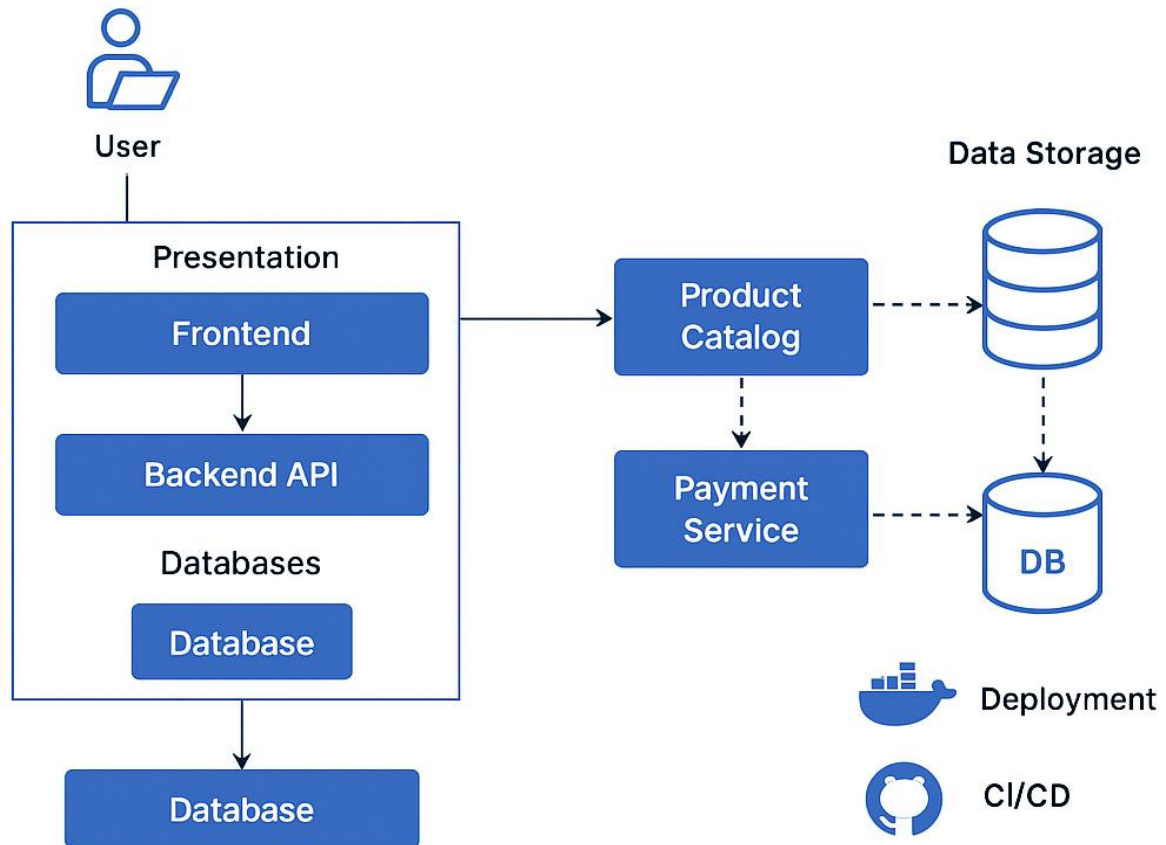 User
Presentation
Frontend
Backend API
Databases
Database
Database
Product
Catalog
Payment
Service
Data Storage
DB
Deployment
CI/CD